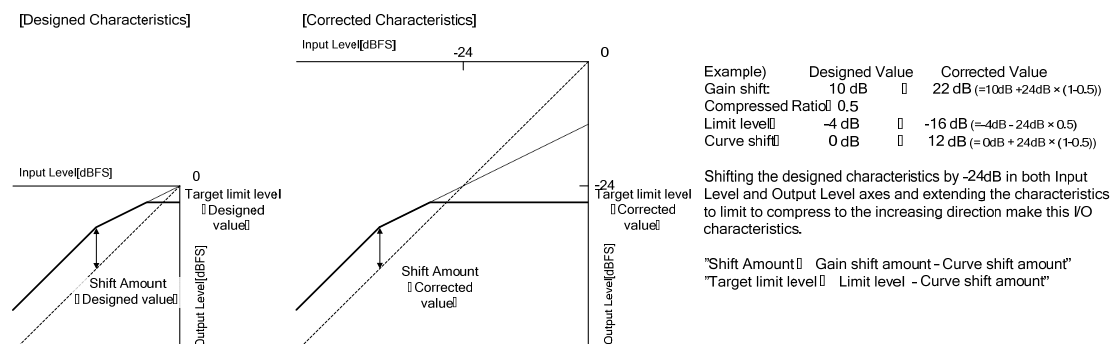 [Designed Characteristics]
Input Level[dBFS]
0
Target limit level
▯Designed
value▯
Shift Amount
▯Designed value▯
Output Level[dBFS]
[Corrected Characteristics]
Input Level[dBFS]
-24
0
-24
Target limit level
▯Corrected
value▯
Shift Amount
▯Corrected
value▯
Output Level[dBFS]
Example) Designed Value Corrected Value
Gain shift: 10 dB ▯ 22 dB (=10dB +24dB × (1-0.5))
Compressed Ratio▯ 0.5
Limit level▯ -4 dB ▯ -16 dB (=-4dB - 24dB × 0.5)
Curve shift▯ 0 dB ▯ 12 dB (= 0dB + 24dB × (1-0.5))
Shifting the designed characteristics by -24dB in both Input
Level and Output Level axes and extending the characteristics
to limit to compress to the increasing direction make this I/O
characteristics.
"Shift Amount▯ Gain shift amount – Curve shift amount"
"Target limit level▯ Limit level - Curve shift amount"